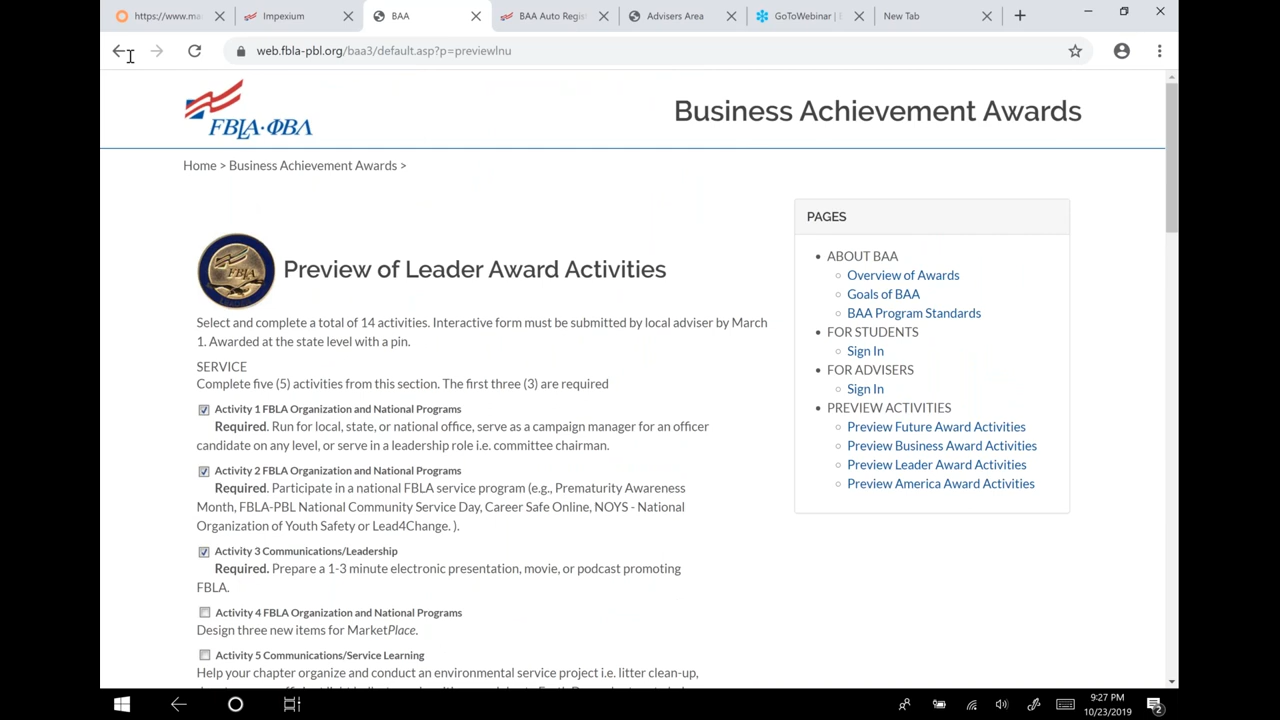 https://www.ma
Impexium
BAA
BAA Auto Regis
Advisers Area
GoToWebinar |
New Tab
web.fbla-pbl.org/baa3/default.asp?p=previewlnu
FBLA·ΦBΛ
Business Achievement Awards
Home > Business Achievement Awards >
FBLA
Preview of Leader Award Activities
Select and complete a total of 14 activities. Interactive form must be submitted by local adviser by March
1. Awarded at the state level with a pin.
SERVICE
Complete five (5) activities from this section. The first three (3) are required
Activity 1 FBLA Organization and National Programs
Required. Run for local, state, or national office, serve as a campaign manager for an officer
candidate on any level, or serve in a leadership role i.e. committee chairman.
Activity 2 FBLA Organization and National Programs
Required. Participate in a national FBLA service program (e.g., Prematurity Awareness
Month, FBLA-PBL National Community Service Day, Career Safe Online, NOYS - National
Organization of Youth Safety or Lead4Change. ).
Activity 3 Communications/Leadership
Required. Prepare a 1-3 minute electronic presentation, movie, or podcast promoting
FBLA.
Activity 4 FBLA Organization and National Programs
Design three new items for MarketPlace.
Activity 5 Communications/Service Learning
Help your chapter organize and conduct an environmental service project i.e. litter clean-up,
PAGES
ABOUT BAA
Overview of Awards
Goals of BAA
BAA Program Standards
FOR STUDENTS
Sign In
FOR ADVISERS
Sign In
PREVIEW ACTIVITIES
Preview Future Award Activities
Preview Business Award Activities
Preview Leader Award Activities
Preview America Award Activities
9:27 PM
10/23/2019
2